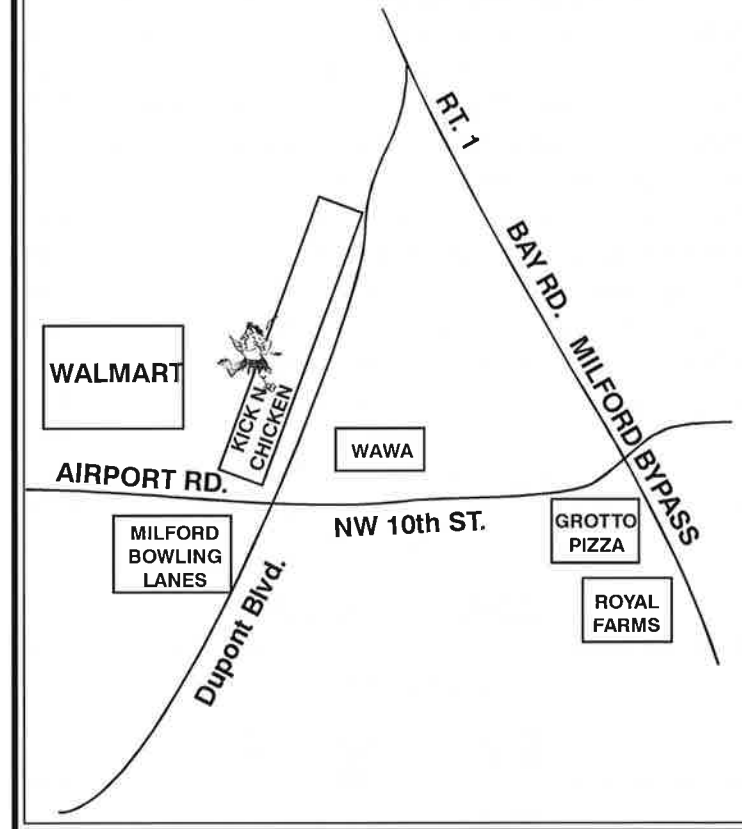 RT. 1
BAY RD.
MILFORD BYPASS
WALMART
KICK N
CHICKEN
WAWA
AIRPORT RD.
NW 10th ST.
MILFORD
BOWLING
LANES
GROTTO
PIZZA
ROYAL
FARMS
Dupont Blvd.